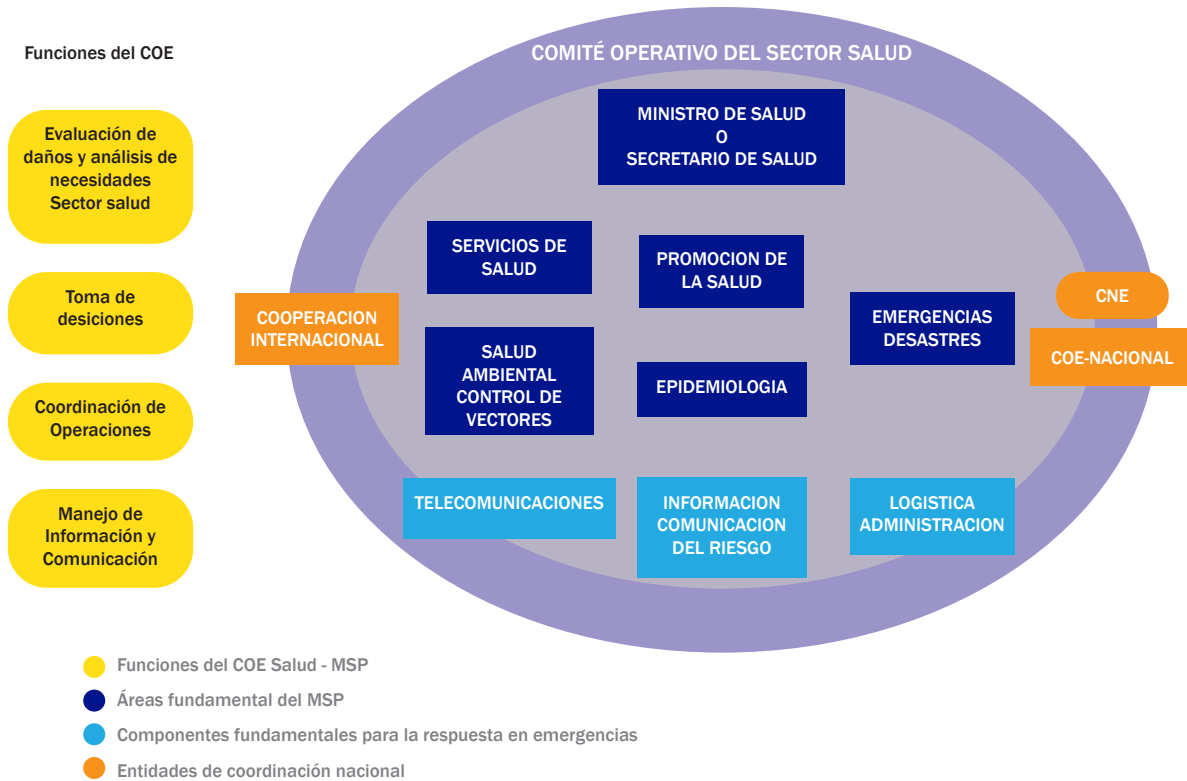 Funciones del COE
Evaluación de
daños y análisis de
necesidades
Sector salud
Toma de
desiciones
Coordinación de
Operaciones
Manejo de
Información y
Comunicación
COMITÉ OPERATIVO DEL SECTOR SALUD
MINISTRO DE SALUD
O
SECRETARIO DE SALUD
SERVICIOS DE
SALUD
PROMOCION DE
LA SALUD
COOPERACION
INTERNACIONAL
SALUD
AMBIENTAL
CONTROL DE
VECTORES
EPIDEMIOLOGIA
EMERGENCIAS
DESASTRES
CNE
COE-NACIONAL
TELECOMUNICACIONES
INFORMACION
COMUNICACION
DEL RIESGO
LOGISTICA
ADMINISTRACION
Funciones del COE Salud - MSP
Áreas fundamental del MSP
Componentes fundamentales para la respuesta en emergencias
Entidades de coordinación nacional